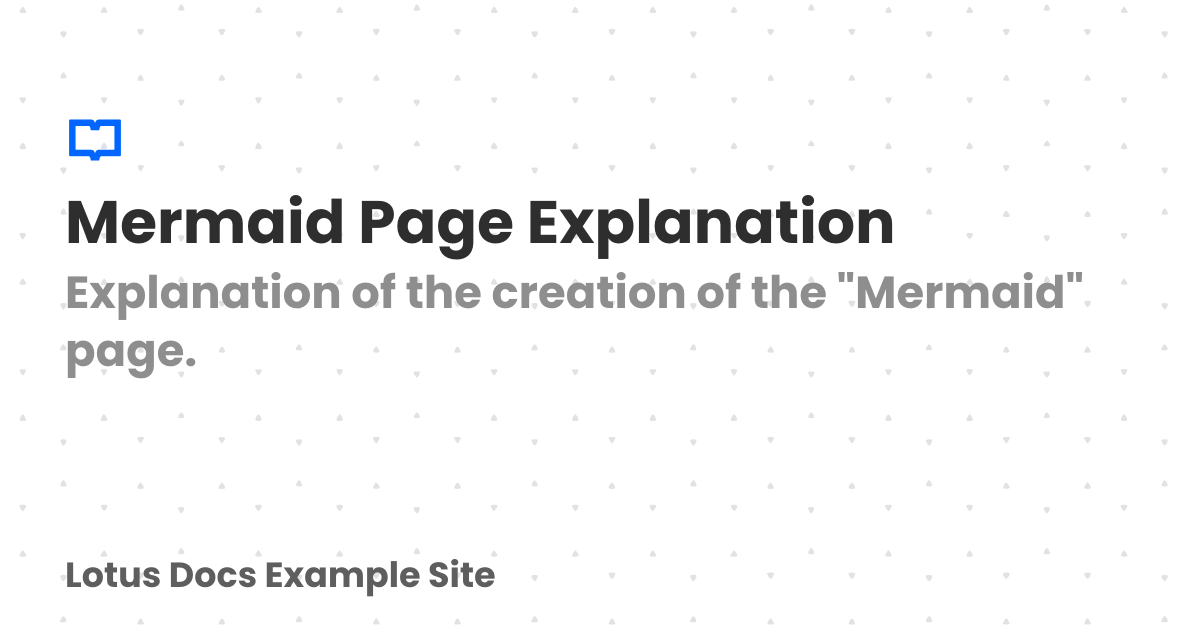 Mermaid Page Explanation
Explanation of the creation of the "Mermaid"
page.
Lotus Docs Example Site